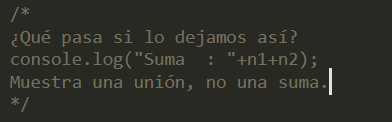 /*
¿Qué pasa si lo dejamos así?
console.log("Suma  : "+n1+n2);
Muestra una unión, no una suma.
*/